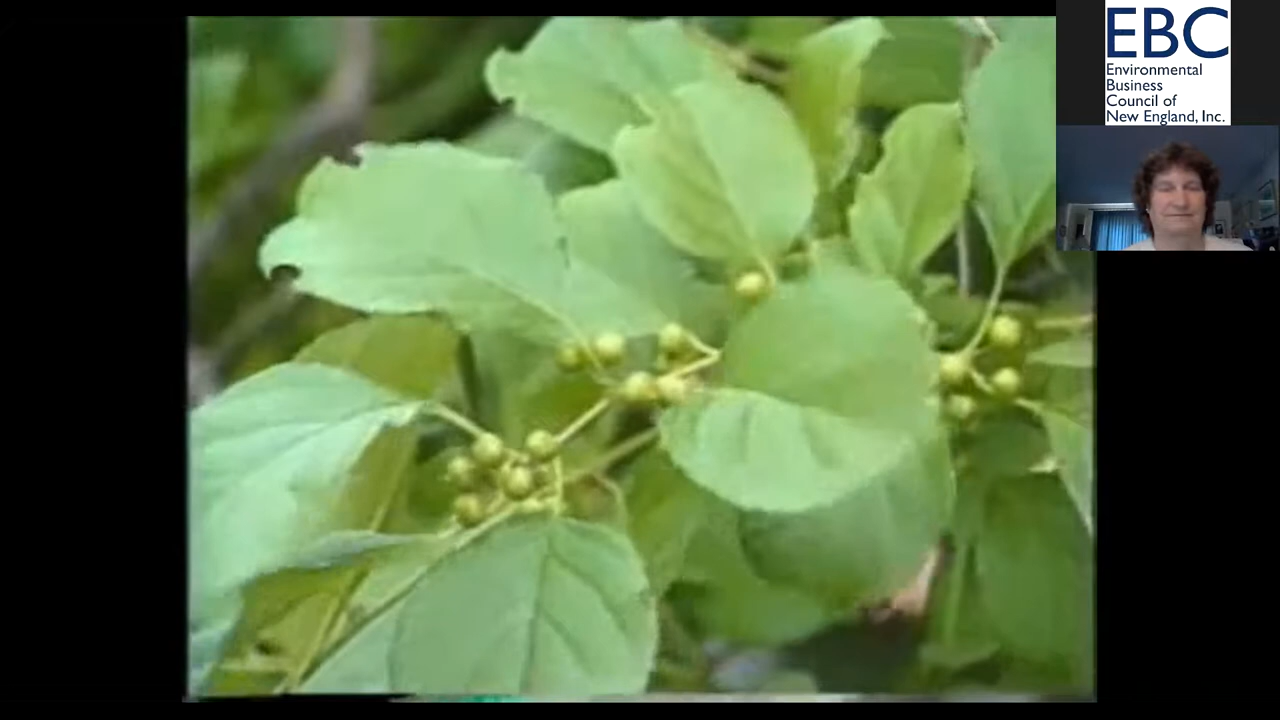 EBC
Environmental
Business
Council of
New England, Inc.